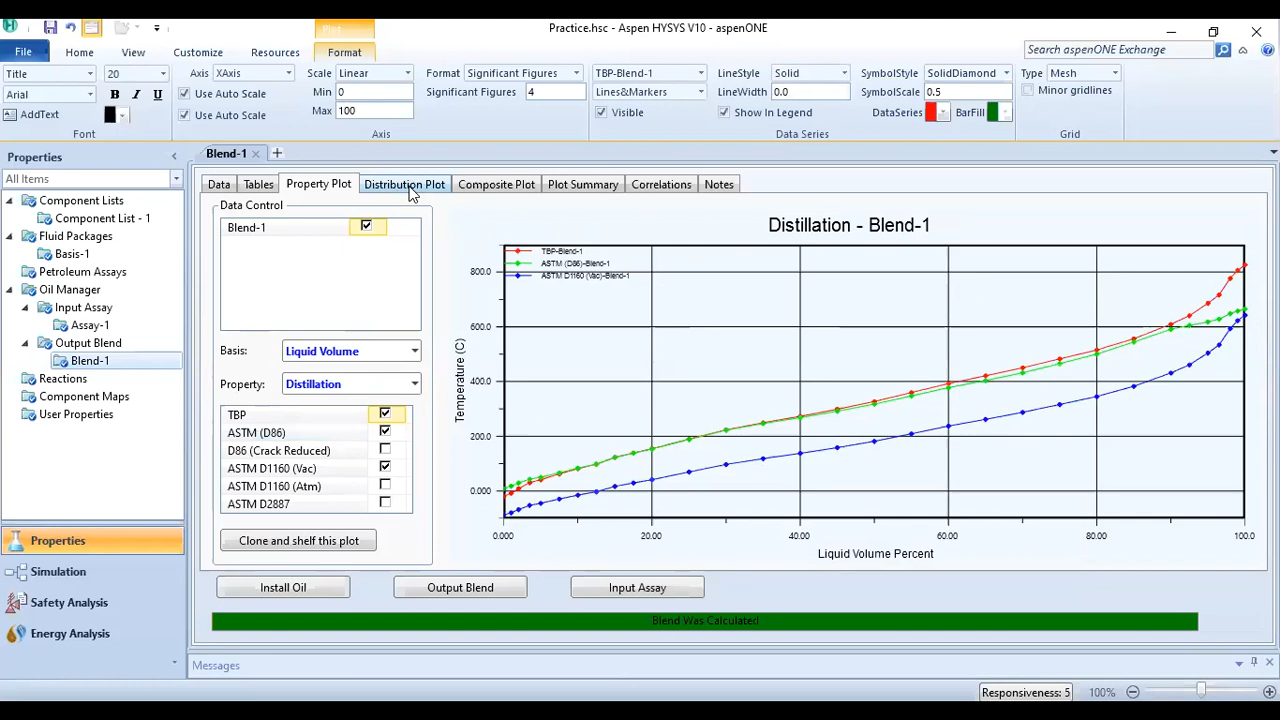 Practice.hsc - Aspen HYSYS V10 - aspenONE
Plot
File
Home
View
Customize
Resources
Format
Search aspenONE Exchange
Title
20
Axis
XAxis
Scale
Linear
Format
Significant Figures
TBP-Blend-1
LineStyle
Solid
SymbolStyle
SolidDiamond
Type
Mesh
Arial
B
I
U
Use Auto Scale
Min
0
Significant Figures
4
Lines&Markers
LineWidth
0.0
SymbolScale
0.5
Minor gridlines
AddText
Use Auto Scale
Max
100
Visible
Show In Legend
DataSeries
BarFill
Font
Axis
Data Series
Grid
Properties
All Items
Component Lists
Component List - 1
Fluid Packages
Basis-1
Petroleum Assays
Oil Manager
Input Assay
Assay-1
Output Blend
Blend-1
Reactions
Component Maps
User Properties
Properties
Simulation
Safety Analysis
Energy Analysis
Blend-1
Data
Tables
Property Plot
Distribution Plot
Composite Plot
Plot Summary
Correlations
Notes
Data Control
Blend-1
Basis:
Liquid Volume
Property:
Distillation
TBP
ASTM (D86)
D86 (Crack Reduced)
ASTM D1160 (Vac)
ASTM D1160 (Atm)
ASTM D2887
Clone and shelf this plot
Distillation - Blend-1
TBP-Blend-1
ASTM (D86)-Blend-1
ASTM D1160 (Vac)-Blend-1
Temperature (C)
800.0
600.0
400.0
200.0
0.000
0.000
20.00
40.00
60.00
80.00
100.0
Liquid Volume Percent
Install Oil
Output Blend
Input Assay
Blend Was Calculated
Messages
Responsiveness: 5
100%